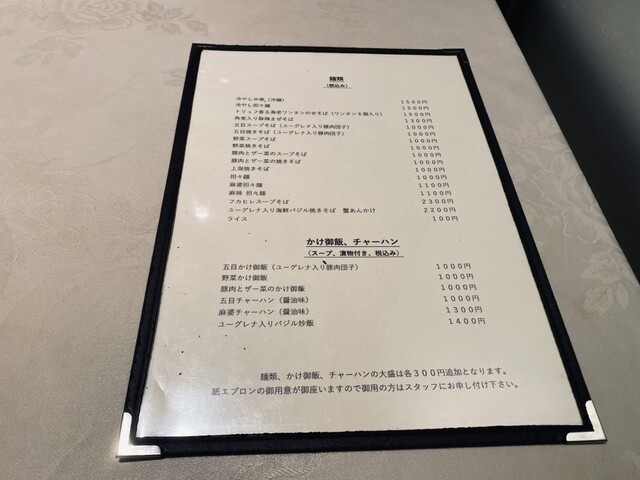 麺類
(税込み)
冷やし中華(冷麺) 1500円
冷やし担々麺 1500円
トリュフ香る海老ワンタンのせそば(ワンタン5個入り) 1500円
角煮入り麻辣まぜそば 1300円
五目スープそば(ユーグレナ入り豚肉団子) 1000円
五目焼きそば(ユーグレナ入り豚肉団子) 1000円
野菜スープそば 1000円
野菜焼きそば 1000円
豚肉とザー菜のスープそば 1000円
豚肉とザー菜の焼きそば 1000円
上海焼きそば 1000円
担々麺 1000円
麻婆担々麺 1100円
麻辣 担々麺 1100円
フカヒレスープそば 2300円
ユーグレナ入り海鮮バジル焼きそば 蟹あんかけ 2200円
ライス 100円
かけ御飯、チャーハン
(スープ、漬物付き、税込み)
五目かけ御飯(ユーグレナ入り豚肉団子) 1000円
野菜かけ御飯 1000円
豚肉とザー菜のかけ御飯 1000円
五目チャーハン(醤油味) 1000円
麻婆チャーハン(醤油味) 1300円
ユーグレナ入りバジル炒飯 1400円
麺類、かけ御飯、チャーハンの大盛は各300円追加となります。
紙エプロンの御用意が御座いますので御用の方はスタッフにお申し付け下さい。